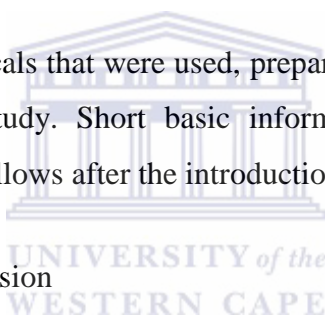 cals that were used, prepar
tudy. Short basic inform
llows after the introductio
UNIVERSITY of the
sion
WESTERN CAPE